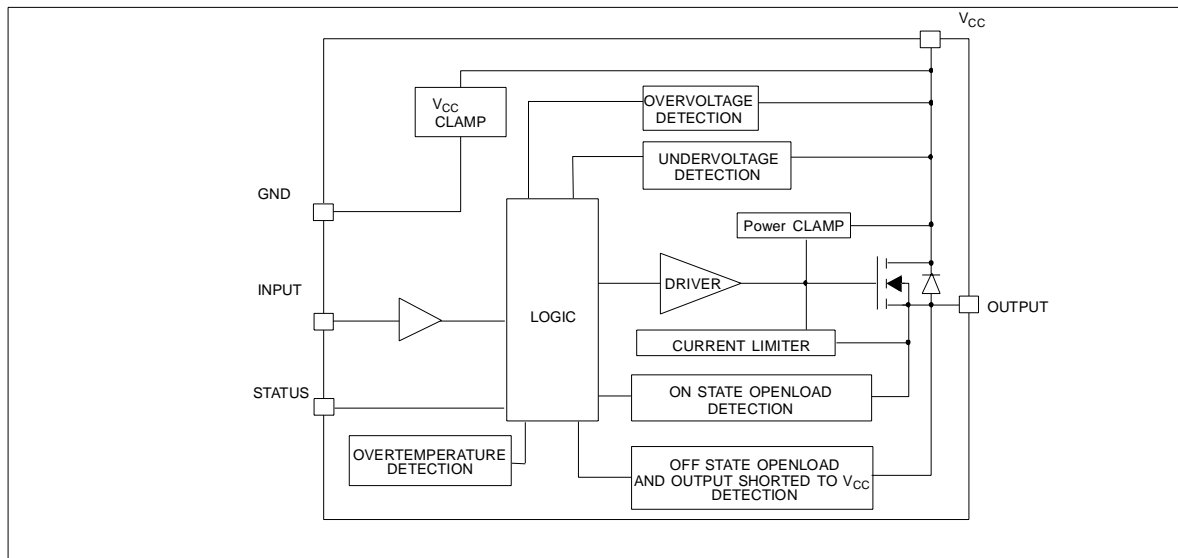 VCC
VCC
CLAMP
OVERVOLTAGE
DETECTION
UNDERVOLTAGE
DETECTION
GND
Power CLAMP
INPUT
DRIVER
LOGIC
OUTPUT
CURRENT LIMITER
STATUS
ON STATE OPENLOAD
DETECTION
OVERTEMPERATURE
DETECTION
OFF STATE OPENLOAD
AND OUTPUT SHORTED TO VCC
DETECTION